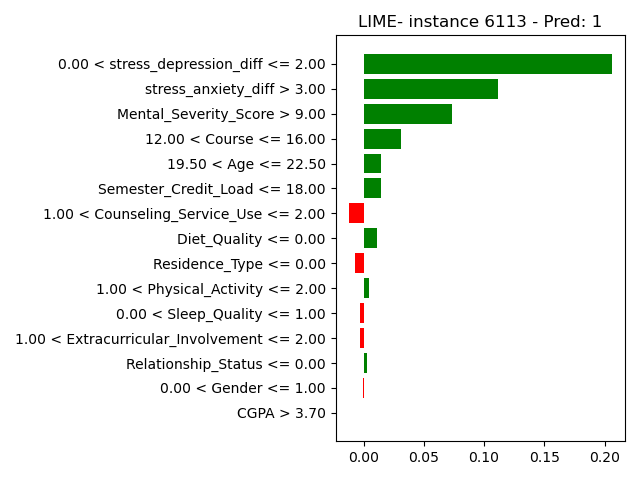 LIME- instance 6113 - Pred: 1
0.00 < stress_depression_diff <= 2.00
stress_anxiety_diff > 3.00
Mental_Severity_Score > 9.00
12.00 < Course <= 16.00
19.50 < Age <= 22.50
Semester_Credit_Load <= 18.00
1.00 < Counseling_Service_Use <= 2.00
Diet_Quality <= 0.00
Residence_Type <= 0.00
1.00 < Physical_Activity <= 2.00
0.00 < Sleep_Quality <= 1.00
1.00 < Extracurricular_Involvement <= 2.00
Relationship_Status <= 0.00
0.00 < Gender <= 1.00
CGPA > 3.70
0.00 0.05 0.10 0.15 0.20